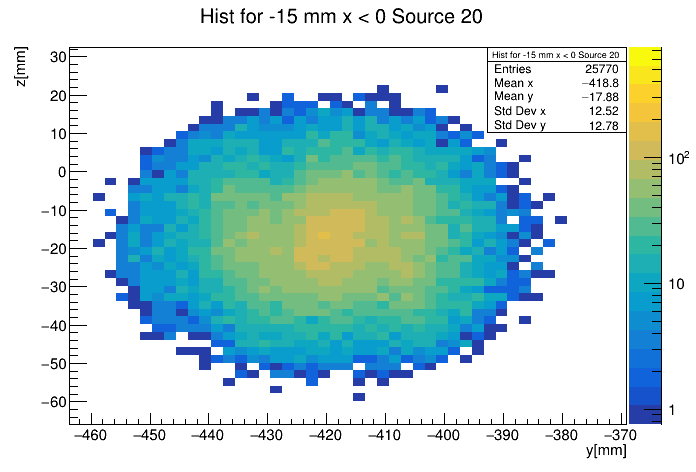 Hist for -15 mm x < 0 Source 20
z[mm]
Hist for -15 mm x < 0 Source 20
Entries 25770
Mean x −418.8
Mean y −17.88
Std Dev x 12.52
Std Dev y 12.78
30
20
10
0
−10
−20
−30
−40
−50
−60
−460 −450 −440 −430 −420 −410 −400 −390 −380 −370
y[mm]
10²
10
1